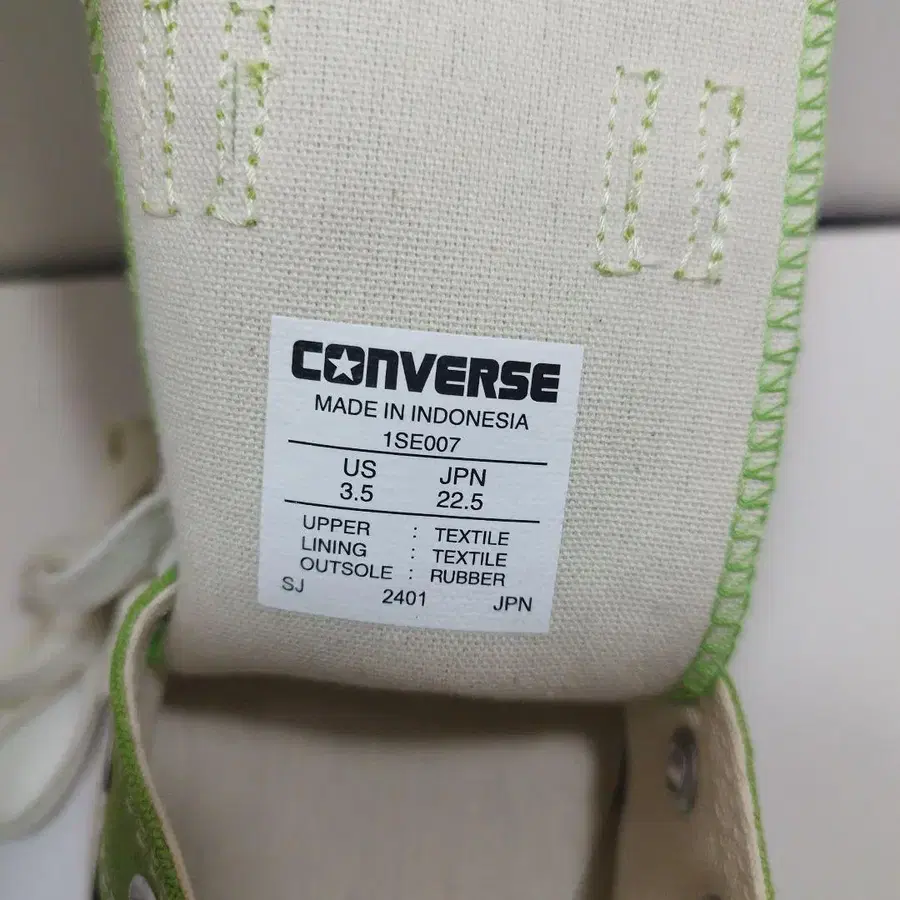 CONVERSE
MADE IN INDONESIA
1SE007
US JPN
3.5 22.5
UPPER : TEXTILE
LINING : TEXTILE
OUTSOLE : RUBBER
SJ 2401 JPN